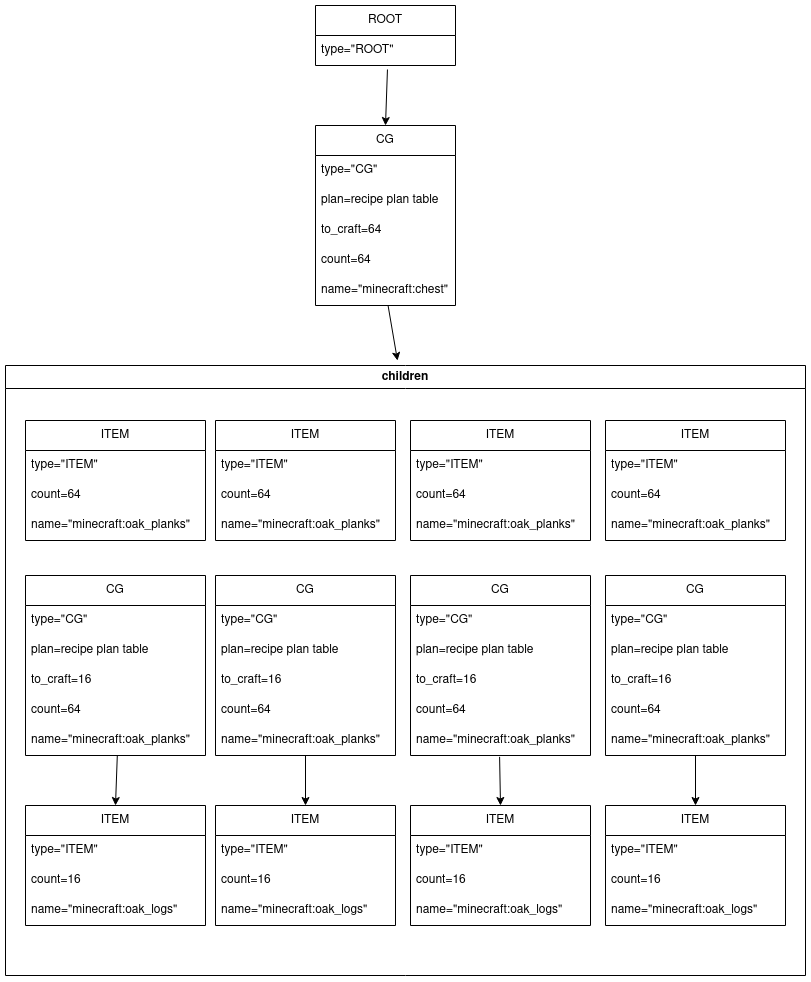 ROOT
type="ROOT"
CG
type="CG"
plan=recipe plan table
to_craft=64
count=64
name="minecraft:chest"
children
ITEM ITEM ITEM ITEM
type="ITEM" type="ITEM" type="ITEM" type="ITEM"
count=64 count=64 count=64 count=64
name="minecraft:oak_planks" name="minecraft:oak_planks" name="minecraft:oak_planks" name="minecraft:oak_planks"
CG CG CG CG
type="CG" type="CG" type="CG" type="CG"
plan=recipe plan table plan=recipe plan table plan=recipe plan table plan=recipe plan table
to_craft=16 to_craft=16 to_craft=16 to_craft=16
count=64 count=64 count=64 count=64
name="minecraft:oak_planks" name="minecraft:oak_planks" name="minecraft:oak_planks" name="minecraft:oak_planks"
ITEM ITEM ITEM ITEM
type="ITEM" type="ITEM" type="ITEM" type="ITEM"
count=16 count=16 count=16 count=16
name="minecraft:oak_logs" name="minecraft:oak_logs" name="minecraft:oak_logs" name="minecraft:oak_logs"